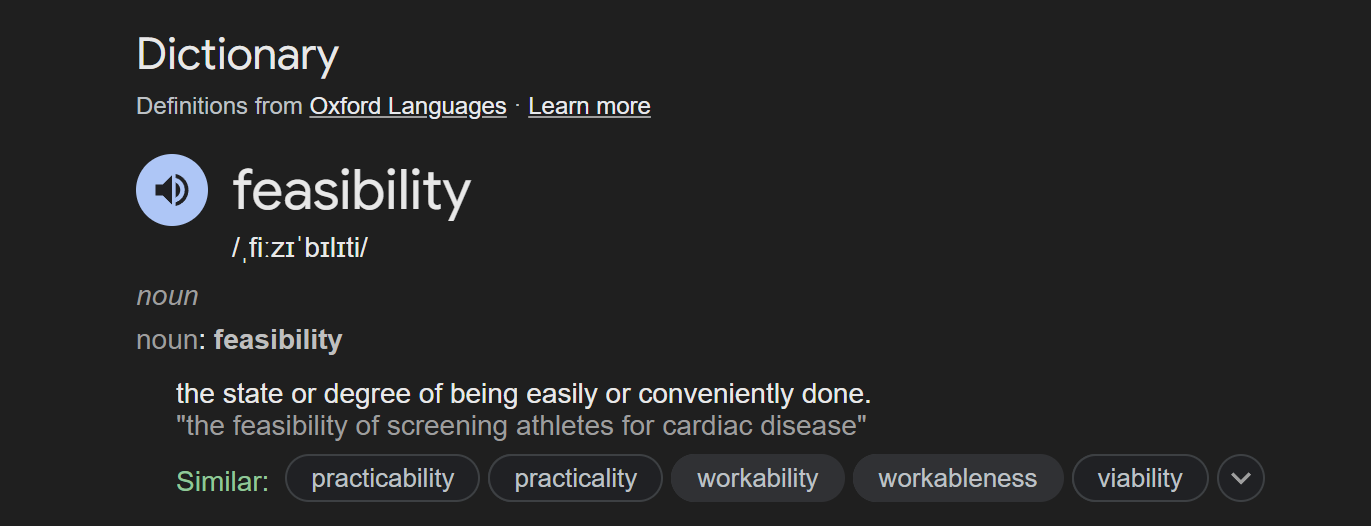 Dictionary
Definitions from Oxford Languages · Learn more
feasibility
/ˌfiːzɪˈbɪlɪti/
noun
noun: feasibility
the state or degree of being easily or conveniently done.
"the feasibility of screening athletes for cardiac disease"
Similar: practicability practicality workability workableness viability